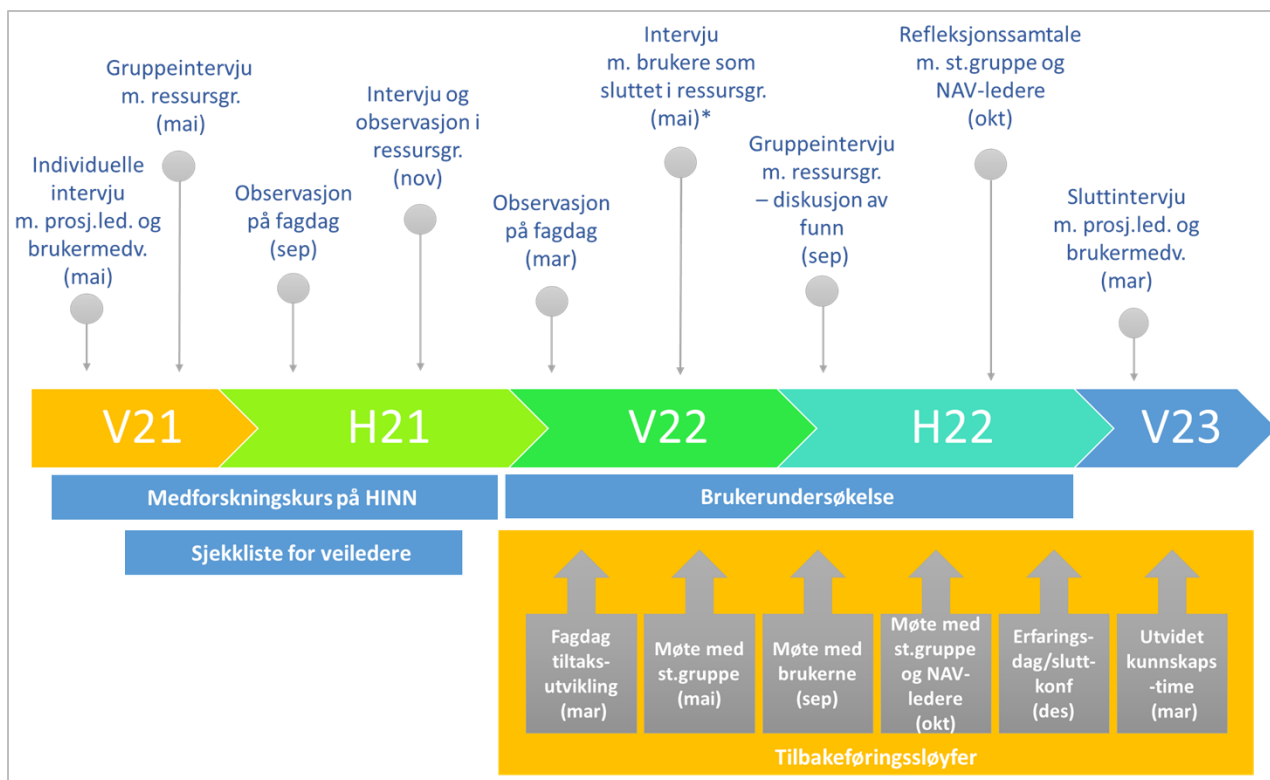 Individuelle
intervju
m. prosj.led. og
brukermedv.
(mai)
Gruppeintervju
m. ressursgr.
(mai)
Observasjon
på fagdag
(sep)
Intervju og
observasjon i
ressursgr.
(nov)
Observasjon
på fagdag
(mar)
Intervju
m. brukere som
sluttet i ressursgr.
(mai)*
Gruppeintervju
m. ressursgr.
– diskusjon av
funn
(sep)
Refleksjonssamtale
m. st.gruppe og
NAV-ledere
(okt)
Sluttintervju
m. prosj.led. og
brukermedv.
(mar)
V21
H21
V22
H22
V23
Medforskningskurs på HINN
Brukerundersøkelse
Sjekkliste for veiledere
Fagdag
tiltaks-
utvikling
(mar)
Møte med
st.gruppe
(mai)
Møte med
brukerne
(sep)
Møte med
st.gruppe
og NAV-
ledere
(okt)
Erfarings-
dag/slutt-
konf
(des)
Utvidet
kunnskaps
-time
(mar)
Tilbakeføringssløyfer